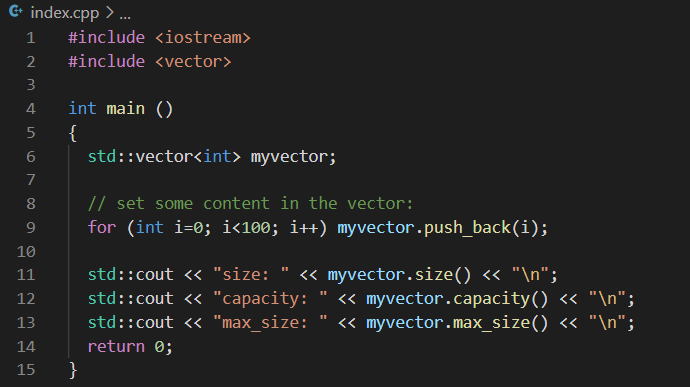 index.cpp > ...
1 #include <iostream>
2 #include <vector>
3
4 int main ()
5 {
6   std::vector<int> myvector;
7
8   // set some content in the vector:
9   for (int i=0; i<100; i++) myvector.push_back(i);
10
11   std::cout << "size: " << myvector.size() << "\n";
12   std::cout << "capacity: " << myvector.capacity() << "\n";
13   std::cout << "max_size: " << myvector.max_size() << "\n";
14   return 0;
15 }